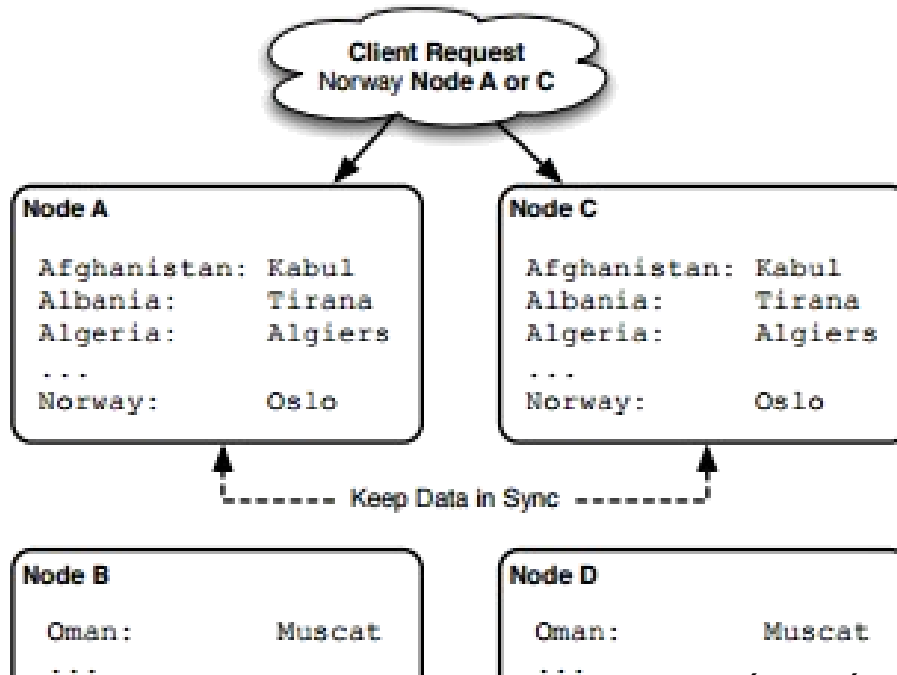 Client Request
Norway Node A or C
Node A
Afghanistan: Kabul
Albania: Tirana
Algeria: Algiers
...
Norway: Oslo
Node C
Afghanistan: Kabul
Albania: Tirana
Algeria: Algiers
...
Norway: Oslo
Keep Data in Sync
Node B
Oman: Muscat
...
Node D
Oman: Muscat
...